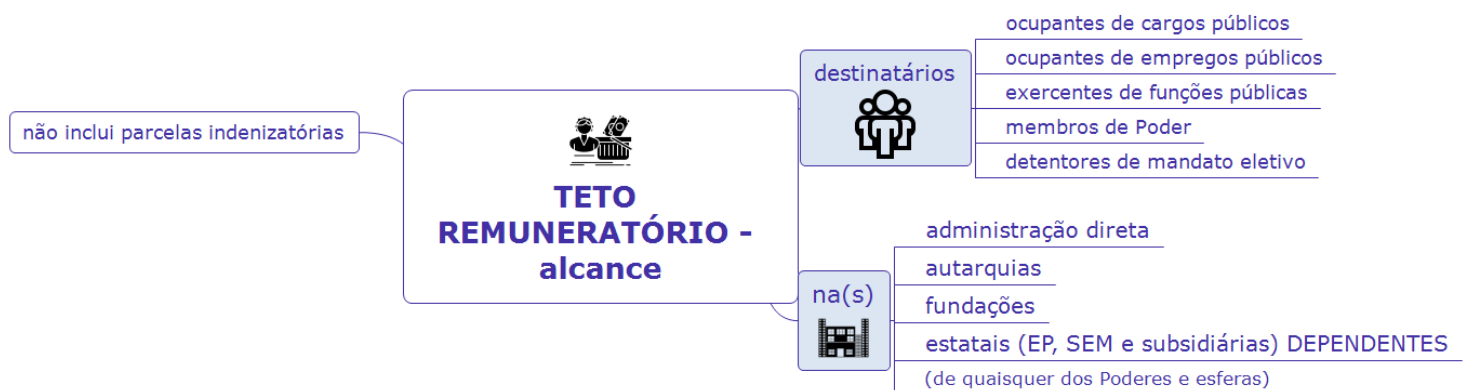 não inclui parcelas indenizatórias
TETO
REMUNERATÓRIO -
alcance
destinatários
ocupantes de cargos públicos
ocupantes de empregos públicos
exercentes de funções públicas
membros de Poder
detentores de mandato eletivo
na(s)
administração direta
autarquias
fundações
estatais (EP, SEM e subsidiárias) DEPENDENTES
(de quaisquer dos Poderes e esferas)